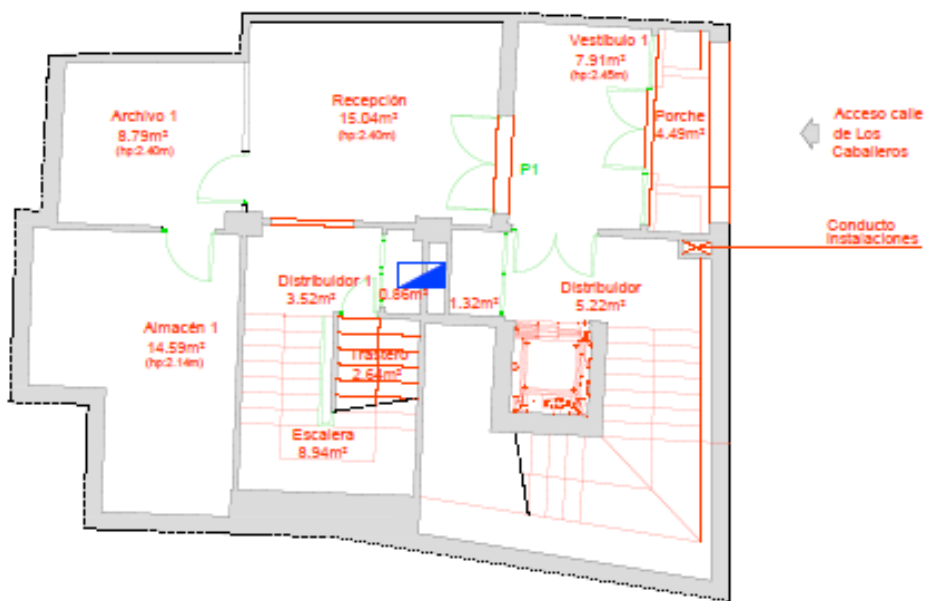 Vestíbulo 1
7.91m²
(hp:2.45m)
Archivo 1
8.79m²
(hp:2.40m)
Recepción
15.04m²
(hp:2.40m)
Porche
4.49m²
Acceso calle
de Los
Caballeros
P1
Conducto
Instalaciones
Distribuidor 1
3.52m²
0.86m²
1.32m²
Distribuidor
5.22m²
Almacén 1
14.59m²
(hp:2.14m)
Trastero
2.64m²
Escalera
8.94m²